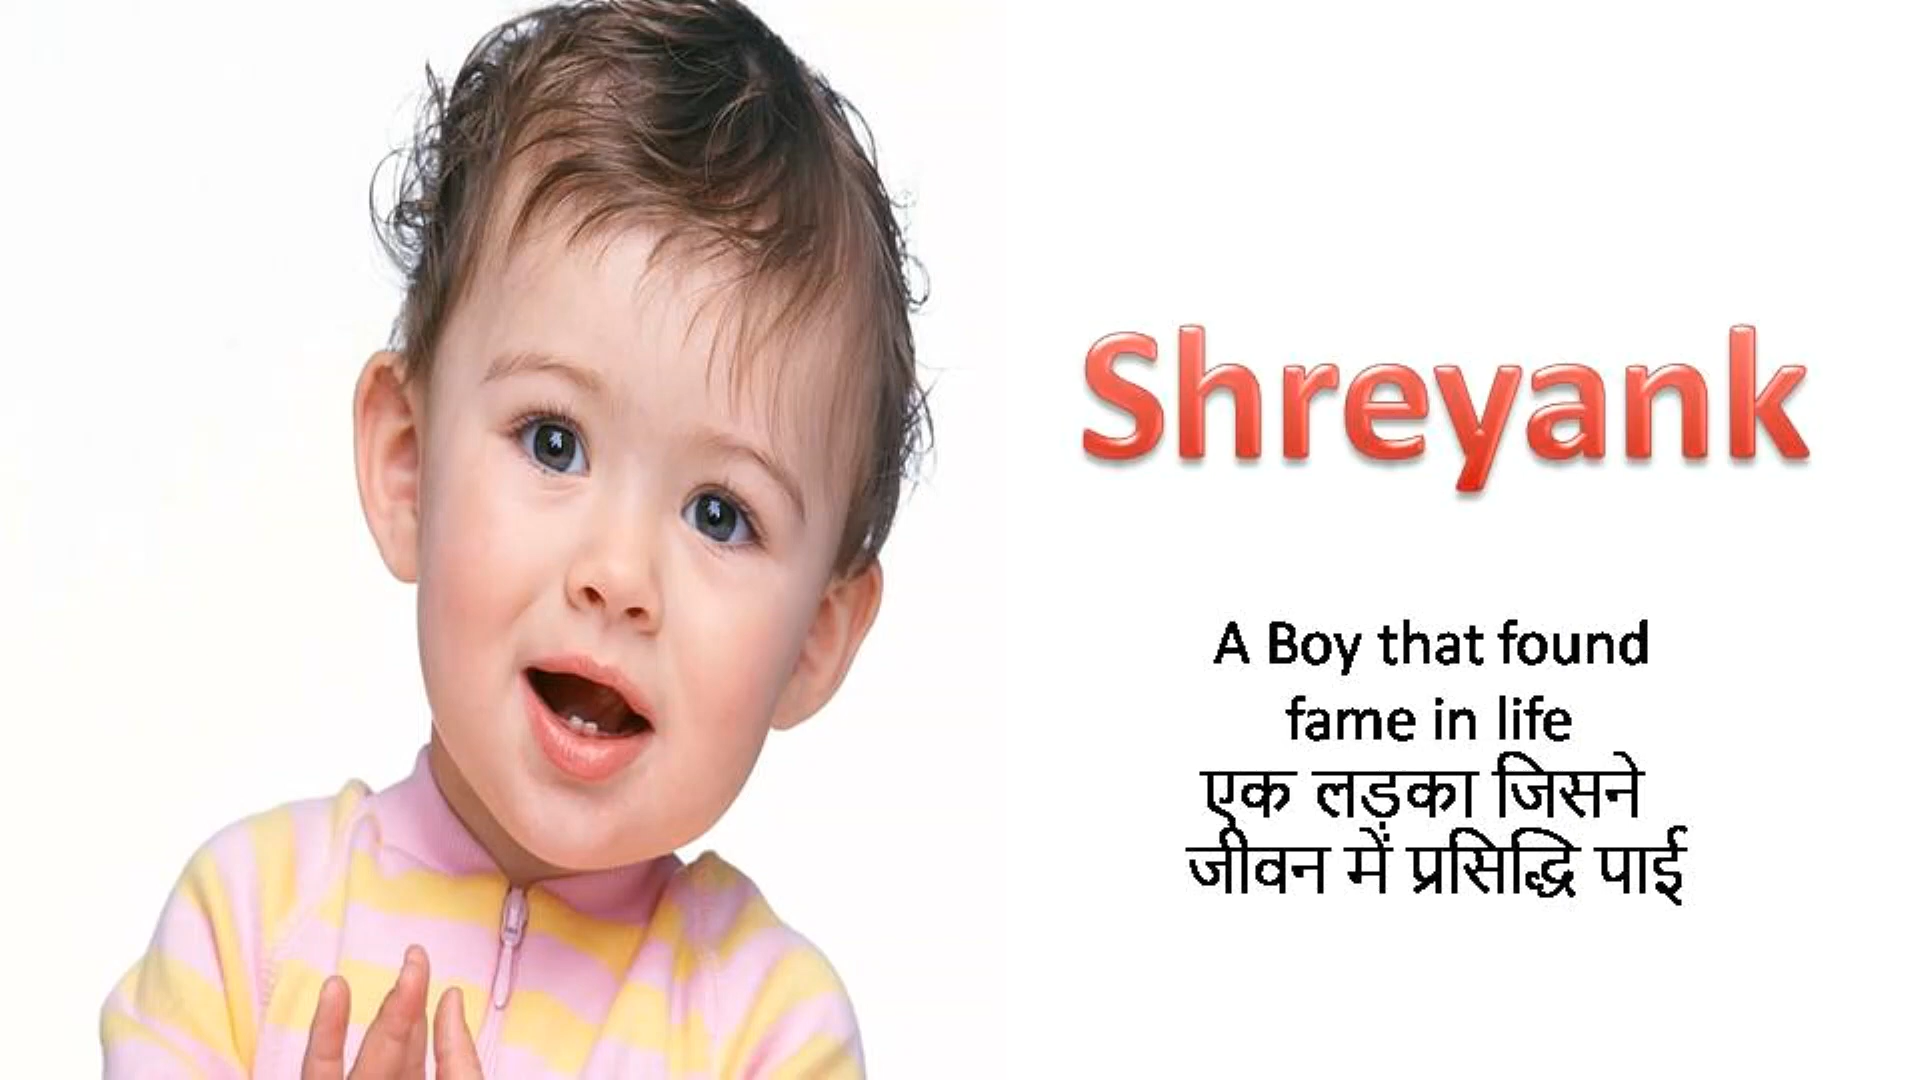 Shreyank
A Boy that found
fame in life
एक लड़का जिसने
जीवन में प्रसिद्धि पाई